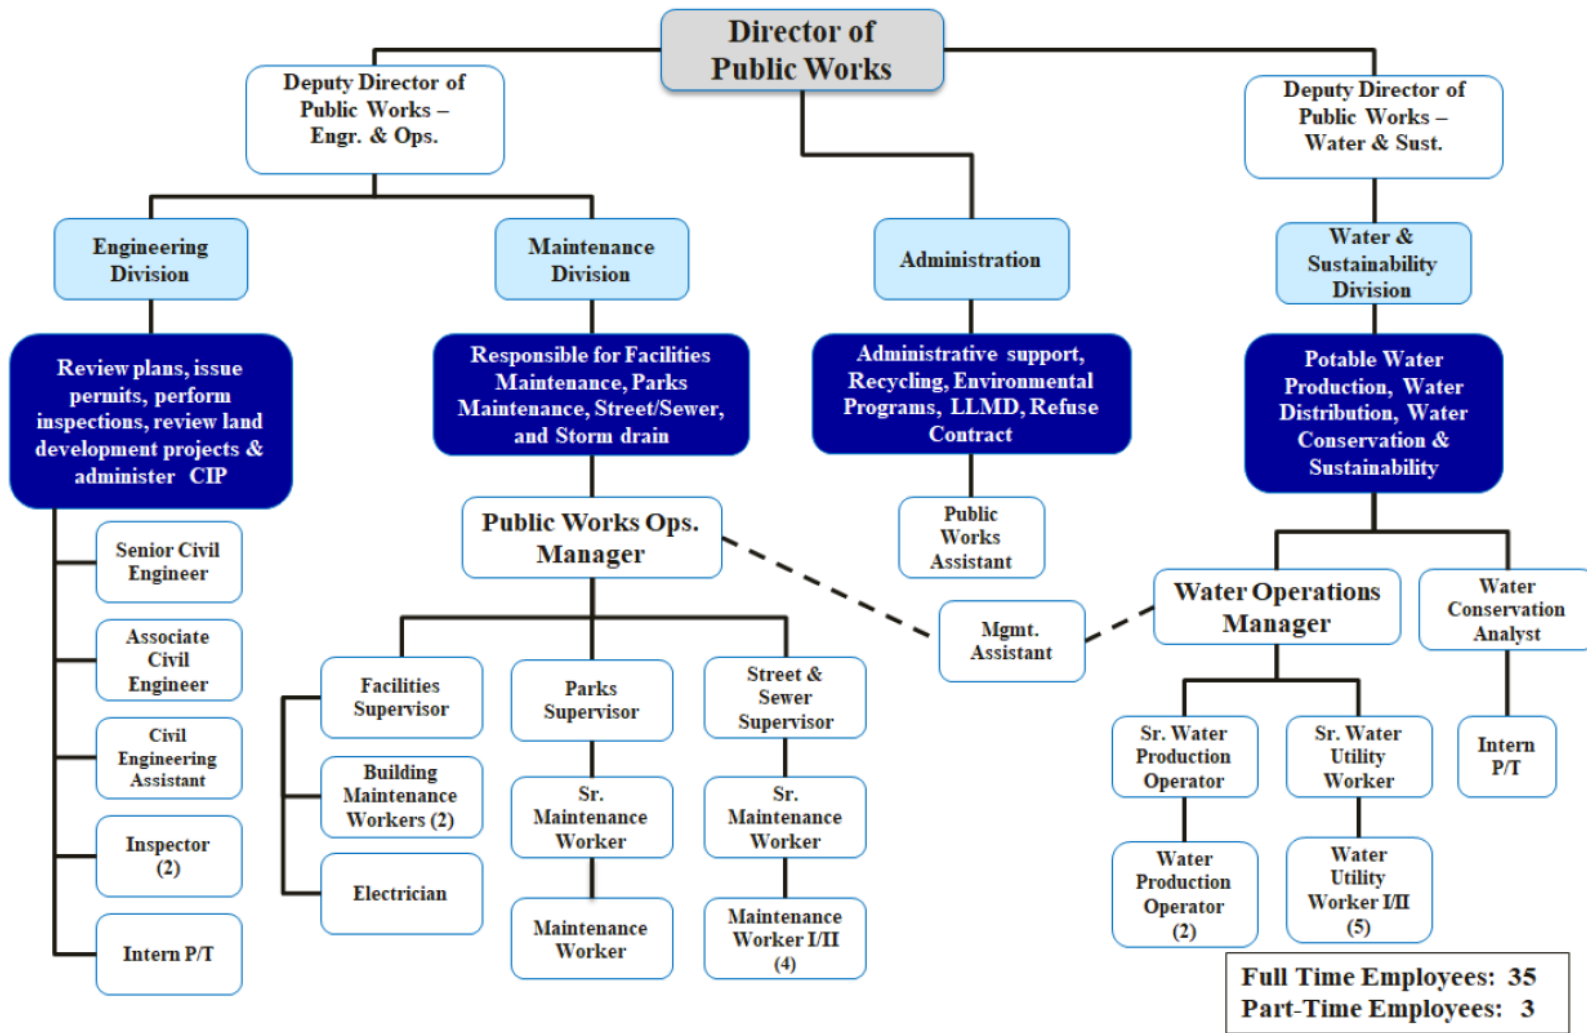 Director of
Public Works
Deputy Director of
Public Works –
Engr. & Ops.
Deputy Director of
Public Works –
Water & Sust.
Engineering
Division
Maintenance
Division
Administration
Water &
Sustainability
Division
Review plans, issue
permits, perform
inspections, review land
development projects &
administer CIP
Responsible for Facilities
Maintenance, Parks
Maintenance, Street/Sewer,
and Storm drain
Administrative support,
Recycling, Environmental
Programs, LLMD, Refuse
Contract
Potable Water
Production, Water
Distribution, Water
Conservation &
Sustainability
Senior Civil
Engineer
Associate
Civil
Engineer
Civil
Engineering
Assistant
Inspector
(2)
Intern P/T
Public Works Ops.
Manager
Facilities
Supervisor
Building
Maintenance
Workers (2)
Electrician
Parks
Supervisor
Sr.
Maintenance
Worker
Maintenance
Worker
Street &
Sewer
Supervisor
Sr.
Maintenance
Worker
Maintenance
Worker I/II
(4)
Public
Works
Assistant
Mgmt.
Assistant
Water Operations
Manager
Water
Conservation
Analyst
Sr. Water
Production
Operator
Water
Production
Operator
(2)
Sr. Water
Utility
Worker
Water
Utility
Worker I/II
(5)
Intern
P/T
Full Time Employees: 35
Part-Time Employees: 3